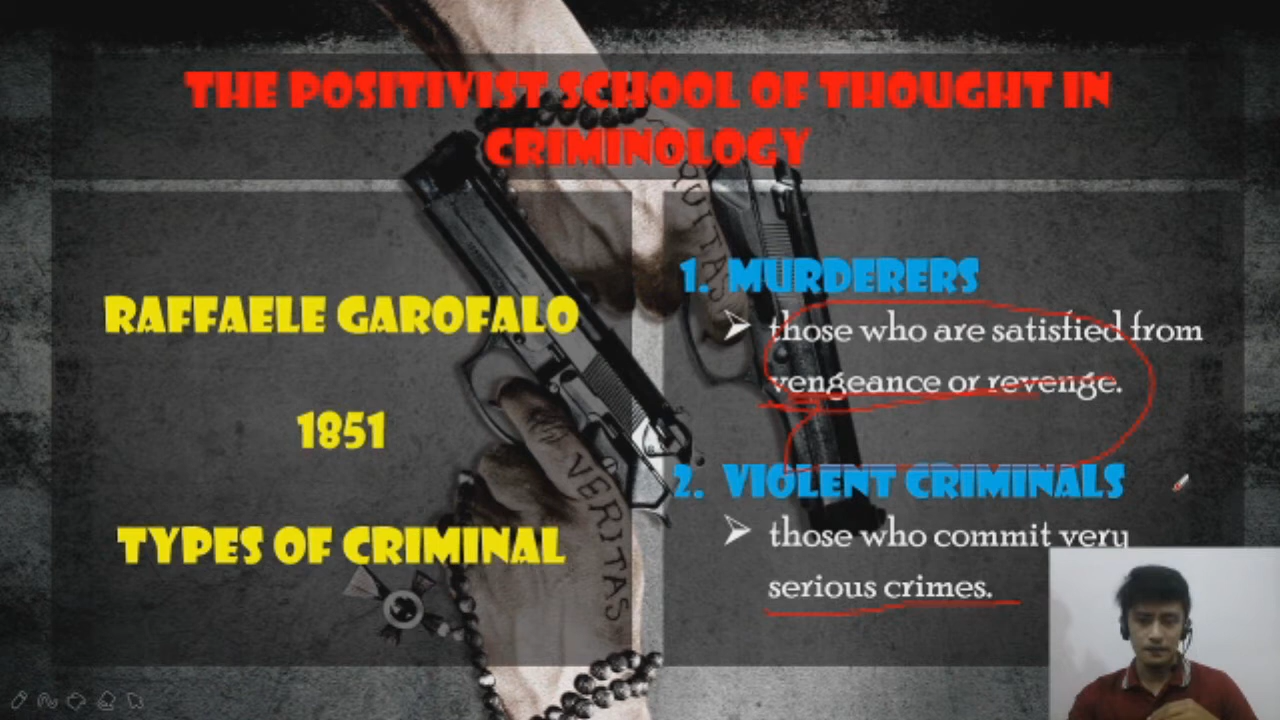 THE POSITIVIST SCHOOL OF THOUGHT IN
CRIMINOLOGY
RAFFAELE GAROFALO
1851
TYPES OF CRIMINAL
1. MURDERERS
those who are satisfied from
vengeance or revenge.
2. VIOLENT CRIMINALS
those who commit very
serious crimes.
VERITAS